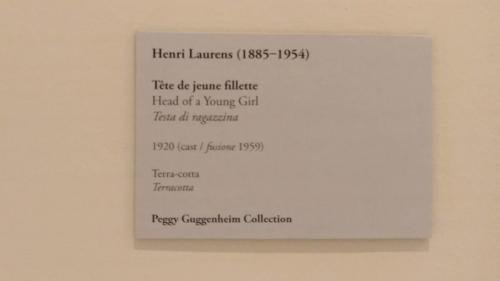 Henri Laurens (1885–1954)
Tête de jeune fillette
Head of a Young Girl
Testa di ragazzina
1920 (cast / fusione 1959)
Terra-cotta
Terracotta
Peggy Guggenheim Collection